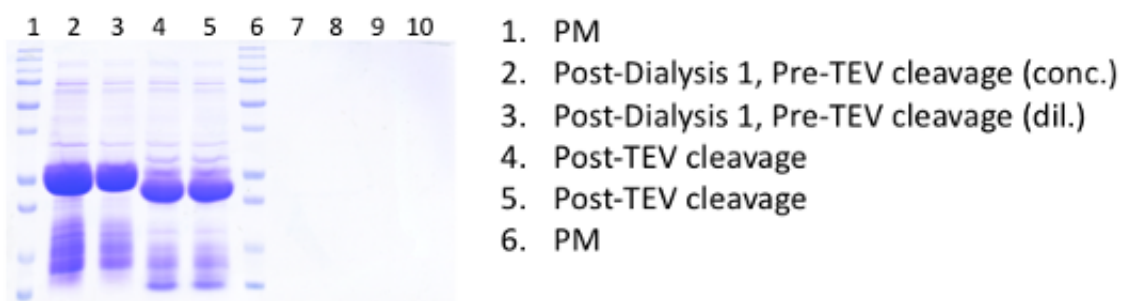 1 2 3 4 5 6 7 8 9 10
1. PM
2. Post-Dialysis 1, Pre-TEV cleavage (conc.)
3. Post-Dialysis 1, Pre-TEV cleavage (dil.)
4. Post-TEV cleavage
5. Post-TEV cleavage
6. PM